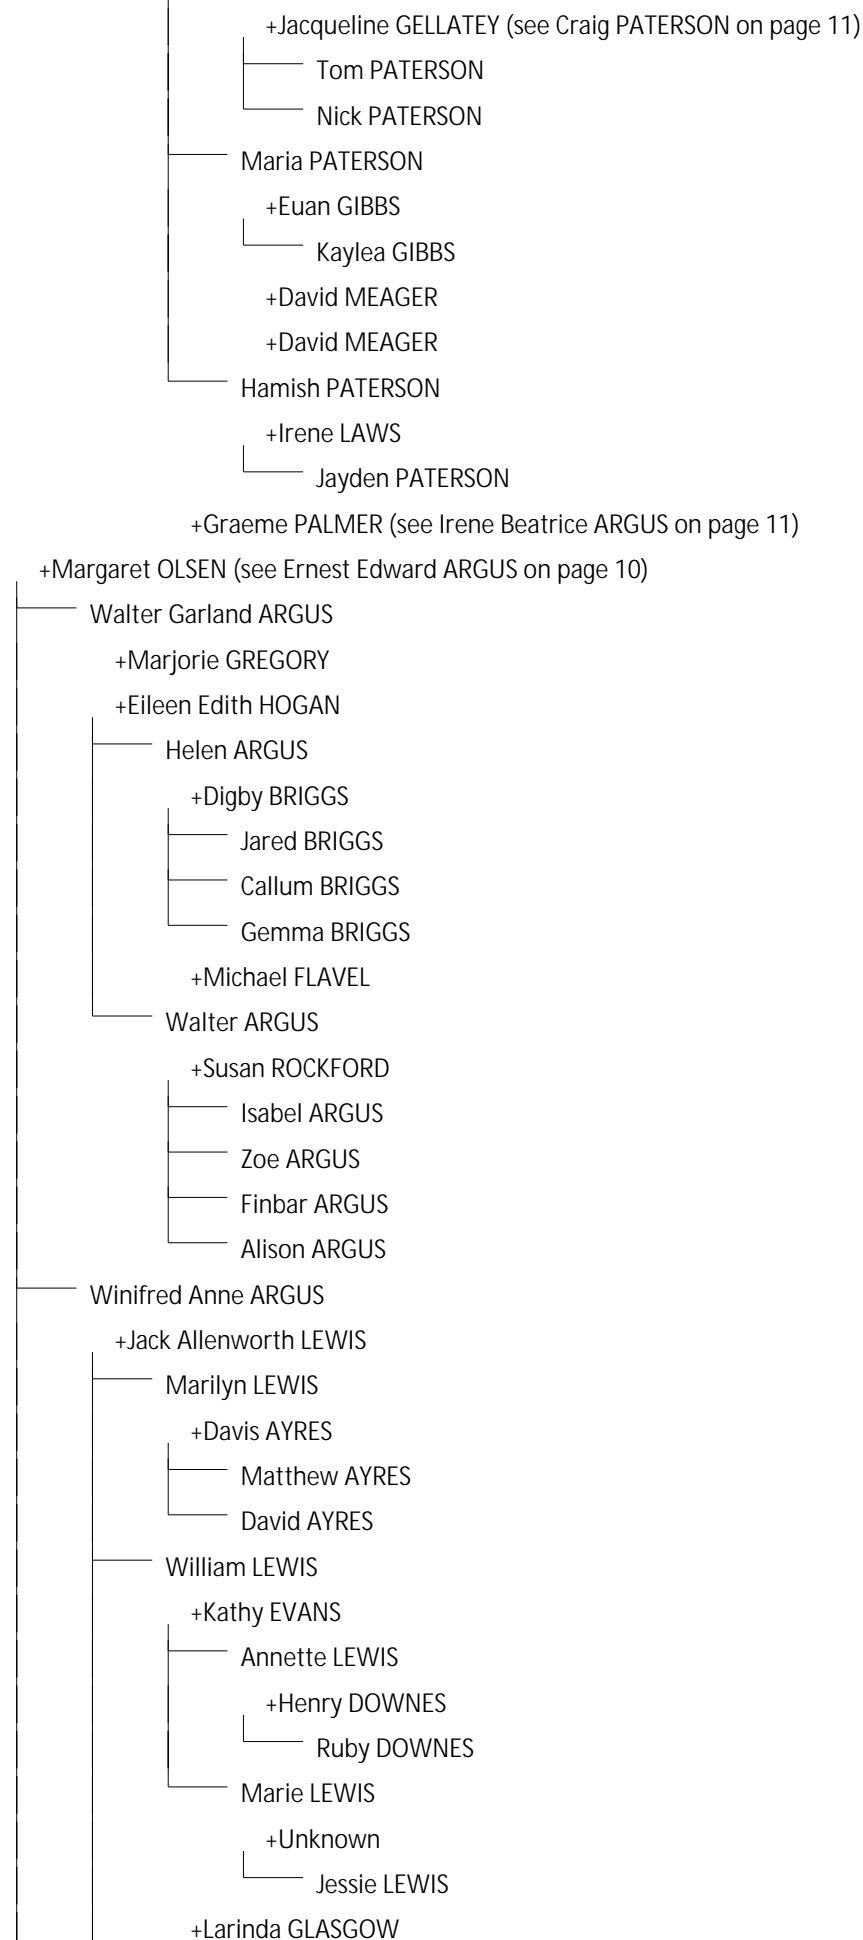 +Jacqueline GELLATEY (see Craig PATERSON on page 11)
Tom PATERSON
Nick PATERSON
Maria PATERSON
+Euan GIBBS
Kaylea GIBBS
+David MEAGER
+David MEAGER
Hamish PATERSON
+Irene LAWS
Jayden PATERSON
+Graeme PALMER (see Irene Beatrice ARGUS on page 11)
+Margaret OLSEN (see Ernest Edward ARGUS on page 10)
Walter Garland ARGUS
+Marjorie GREGORY
+Eileen Edith HOGAN
Helen ARGUS
+Digby BRIGGS
Jared BRIGGS
Callum BRIGGS
Gemma BRIGGS
+Michael FLAVEL
Walter ARGUS
+Susan ROCKFORD
Isabel ARGUS
Zoe ARGUS
Finbar ARGUS
Alison ARGUS
Winifred Anne ARGUS
+Jack Allenworth LEWIS
Marilyn LEWIS
+Davis AYRES
Matthew AYRES
David AYRES
William LEWIS
+Kathy EVANS
Annette LEWIS
+Henry DOWNES
Ruby DOWNES
Marie LEWIS
+Unknown
Jessie LEWIS
+Larinda GLASGOW